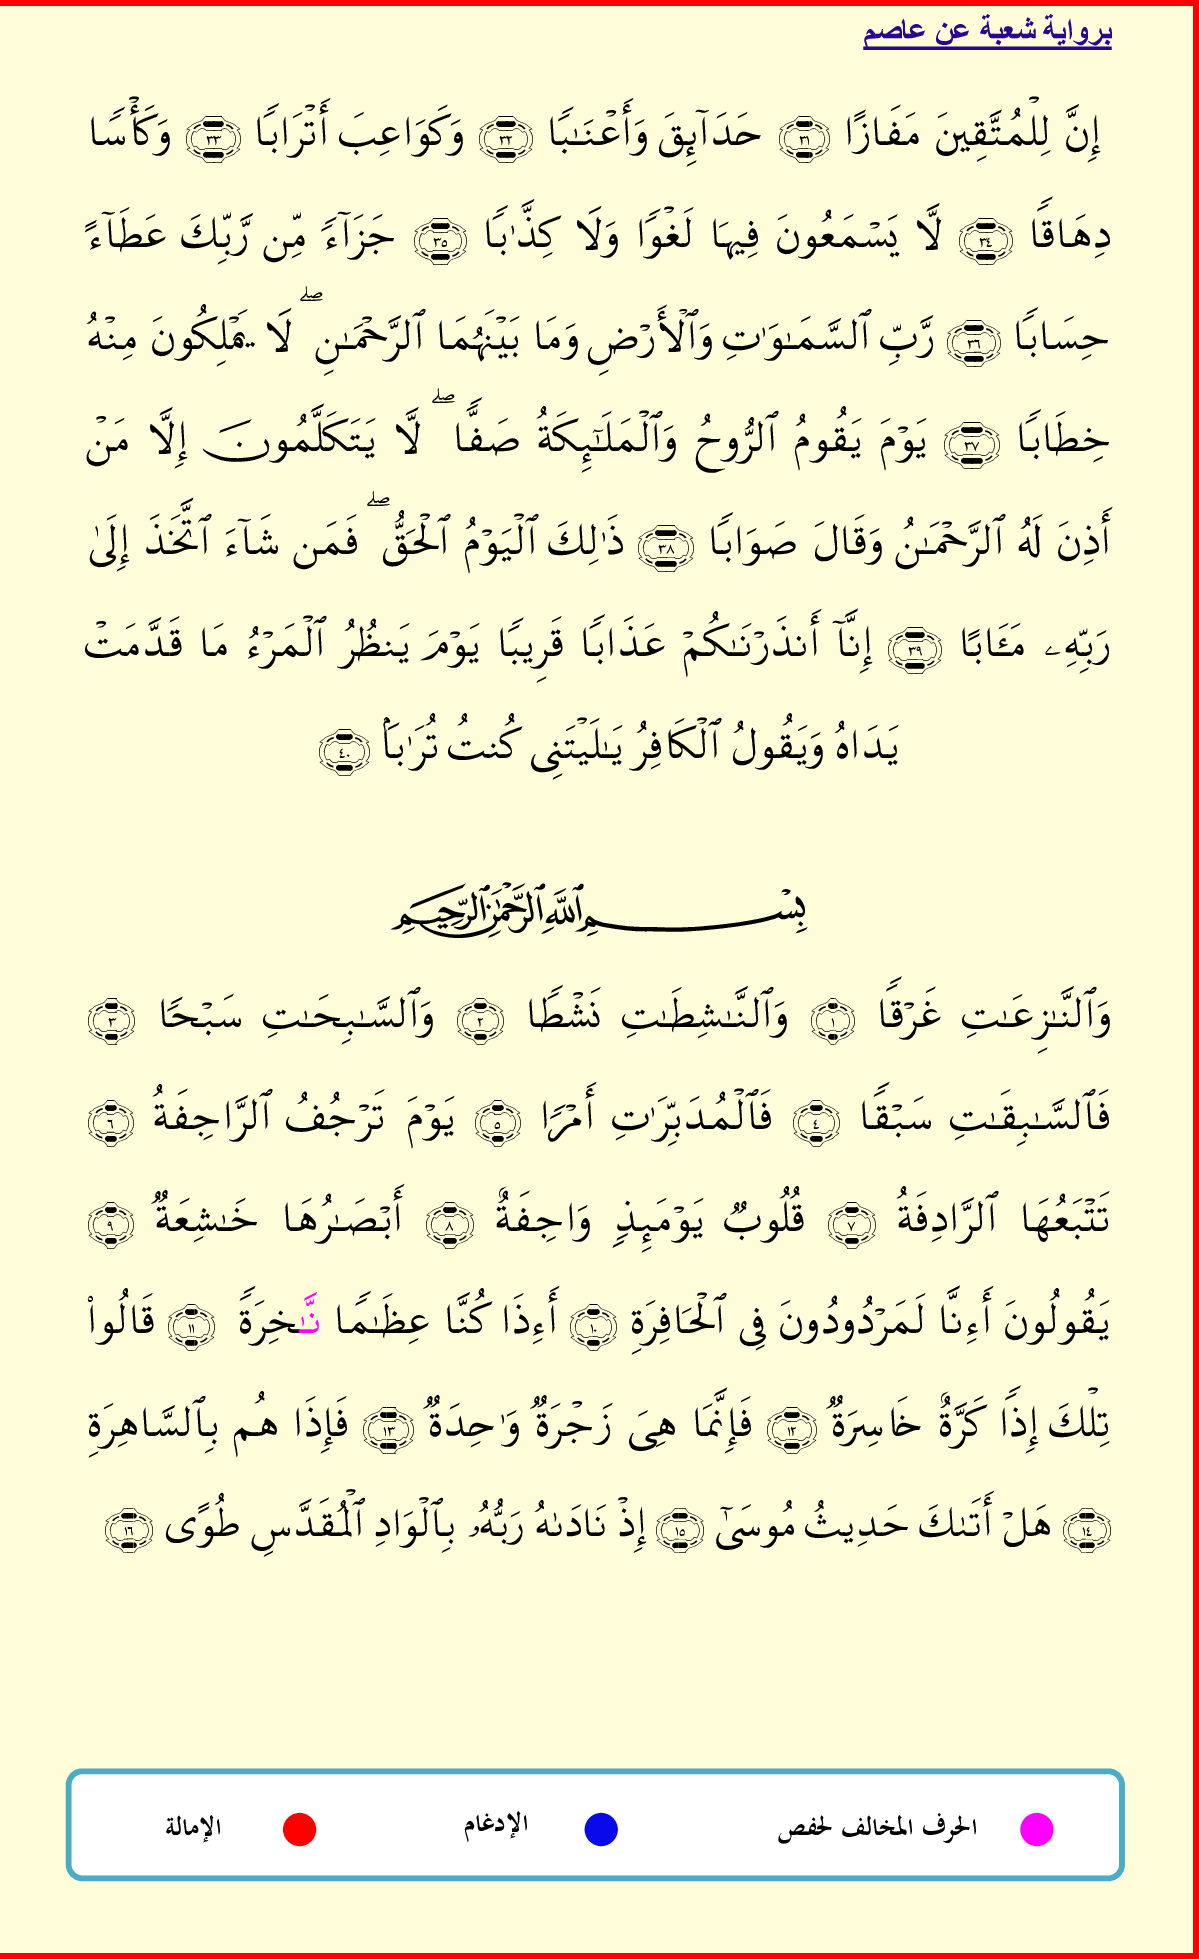 برواية شعبة عن عاصم
إِنَّ لِلۡمُتَّقِينَ مَفَازًا ٣١ حَدَآئِقَ وَأَعۡنَٰبٗا ٣٢ وَكَوَاعِبَ أَتۡرَابٗا ٣٣ وَكَأۡسٗا
دِهَاقٗا ٣٤ لَّا يَسۡمَعُونَ فِيهَا لَغۡوٗا وَلَا كِذَّٰبٗا ٣٥ جَزَآءٗ مِّن رَّبِّكَ عَطَآءً
حِسَابٗا ٣٦ رَّبِّ ٱلسَّمَٰوَٰتِ وَٱلۡأَرۡضِ وَمَا بَيۡنَهُمَا ٱلرَّحۡمَٰنِۖ لَا يَمۡلِكُونَ مِنۡهُ
خِطَابٗا ٣٧ يَوۡمَ يَقُومُ ٱلرُّوحُ وَٱلۡمَلَٰٓئِكَةُ صَفّٗاۖ لَّا يَتَكَلَّمُونَ إِلَّا مَنۡ
أَذِنَ لَهُ ٱلرَّحۡمَٰنُ وَقَالَ صَوَابٗا ٣٨ ذَٰلِكَ ٱلۡيَوۡمُ ٱلۡحَقُّۖ فَمَن شَآءَ ٱتَّخَذَ إِلَىٰ
رَبِّهِۦ مَـَٔابًا ٣٩ إِنَّآ أَنذَرۡنَٰكُمۡ عَذَابٗا قَرِيبٗا يَوۡمَ يَنظُرُ ٱلۡمَرۡءُ مَا قَدَّمَتۡ
يَدَاهُ وَيَقُولُ ٱلۡكَافِرُ يَٰلَيۡتَنِي كُنتُ تُرَٰبَۢا ٤٠
بِسۡمِ ٱللَّهِ ٱلرَّحۡمَٰنِ ٱلرَّحِيمِ
وَٱلنَّٰزِعَٰتِ غَرۡقٗا ١ وَٱلنَّٰشِطَٰتِ نَشۡطٗا ٢ وَٱلسَّٰبِحَٰتِ سَبۡحٗا ٣
فَٱلسَّٰبِقَٰتِ سَبۡقٗا ٤ فَٱلۡمُدَبِّرَٰتِ أَمۡرٗا ٥ يَوۡمَ تَرۡجُفُ ٱلرَّاجِفَةُ ٦
تَتۡبَعُهَا ٱلرَّادِفَةُ ٧ قُلُوبٞ يَوۡمَئِذٖ وَاجِفَةٌ ٨ أَبۡصَٰرُهَا خَٰشِعَةٞ ٩
يَقُولُونَ أَءِنَّا لَمَرۡدُودُونَ فِي ٱلۡحَافِرَةِ ١٠ أَءِذَا كُنَّا عِظَٰمٗا نَّٰخِرَةٗ ١١ قَالُواْ
تِلۡكَ إِذٗا كَرَّةٌ خَاسِرَةٞ ١٢ فَإِنَّمَا هِيَ زَجۡرَةٞ وَٰحِدَةٞ ١٣ فَإِذَا هُم بِٱلسَّاهِرَةِ
١٤ هَلۡ أَتَىٰكَ حَدِيثُ مُوسَىٰٓ ١٥ إِذۡ نَادَىٰهُ رَبُّهُۥ بِٱلۡوَادِ ٱلۡمُقَدَّسِ طُوًى ١٦
الحرف المخالف لحفص الإدغام الإمالة